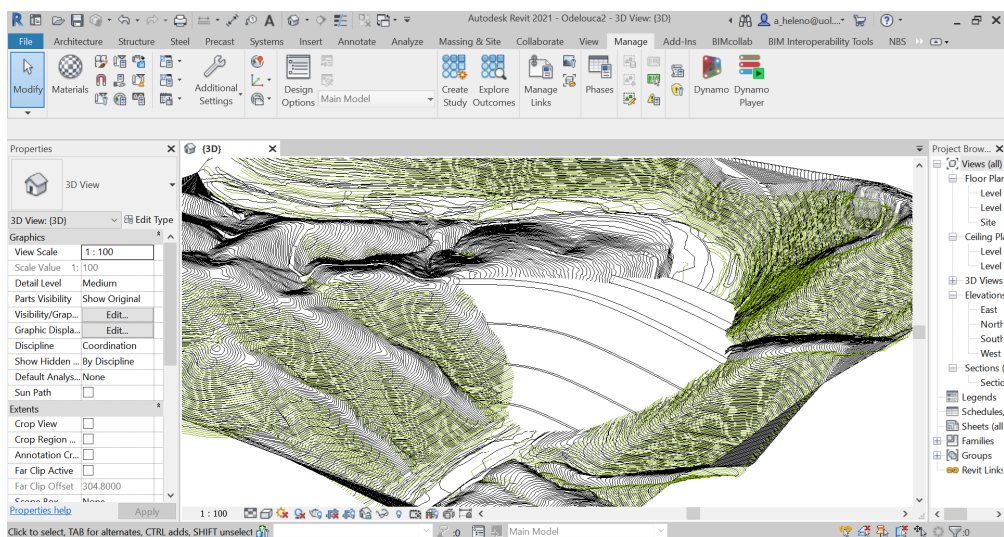 Autodesk Revit 2021 - Odelouca2 - 3D View: {3D}
a_heleno@uol....
File Architecture Structure Steel Precast Systems Insert Annotate Analyze Massing & Site Collaborate View Manage Add-Ins BIMcollab BIM Interoperability Tools NBS
Modify
Materials
Additional Settings
Design Options
Main Model
Create Study
Explore Outcomes
Manage Links
Phases
Dynamo
Dynamo Player
Properties
{3D}
Project Brow...
3D View
3D View: {3D}
Edit Type
Graphics
View Scale 1 : 100
Scale Value 1: 100
Detail Level Medium
Parts Visibility Show Original
Visibility/Grap... Edit...
Graphic Displa... Edit...
Discipline Coordination
Show Hidden ... By Discipline
Default Analys... None
Sun Path
Extents
Crop View
Crop Region ...
Annotation Cr...
Far Clip Active
Far Clip Offset 304.8000
Scope Box None
Properties help
Apply
Views (all)
Floor Plan
Level
Level
Site
Ceiling Pla
Level
Level
3D Views
Elevations
East
North
South
West
Sections (
Sectio
Legends
Schedules,
Sheets (all
Families
Groups
Revit Links
1 : 100
Click to select, TAB for alternates, CTRL adds, SHIFT unselect
:0
Main Model
:0